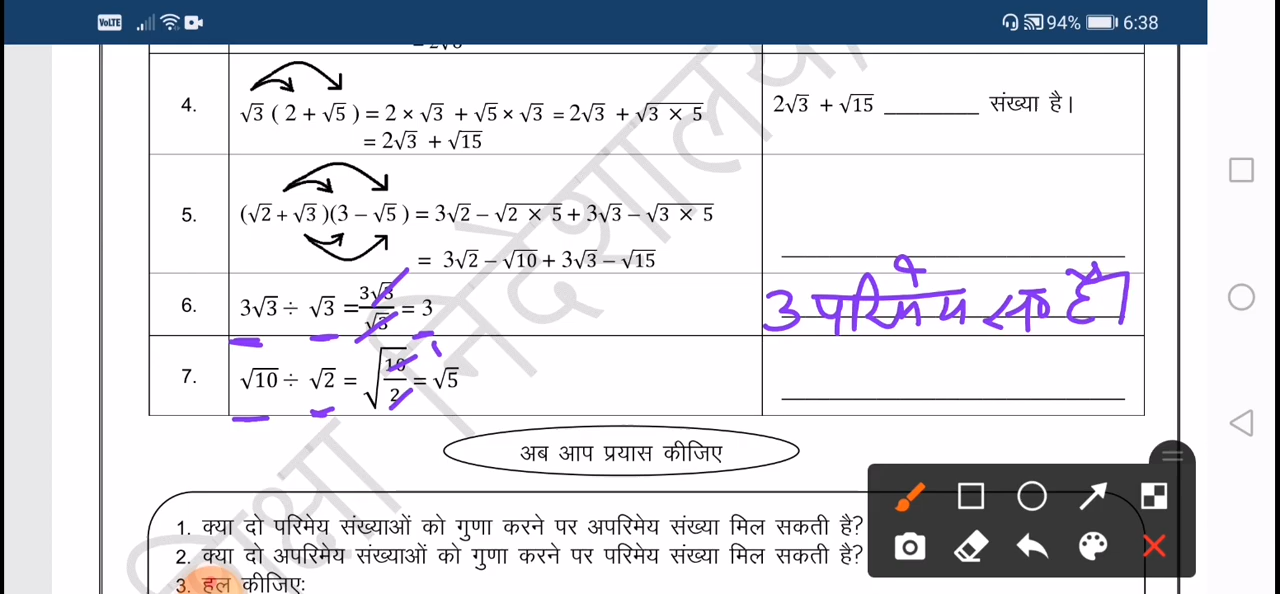 VoLTE 94% 6:38
4. √3 ( 2 + √5 ) = 2 × √3 + √5 × √3 = 2√3 + √3 × 5 2√3 + √15 ________ संख्या है।
= 2√3 + √15
5. (√2 + √3 )(3 – √5 ) = 3√2 – √2 × 5 + 3√3 – √3 × 5
= 3√2 – √10 + 3√3 – √15
6. 3√3 ÷ √3 = 3√3/√3 = 3 3 परिमेय सं० है।
7. √10 ÷ √2 = √10/2 = √5
अब आप प्रयास कीजिए
1. क्या दो परिमेय संख्याओं को गुणा करने पर अपरिमेय संख्या मिल सकती है?
2. क्या दो अपरिमेय संख्याओं को गुणा करने पर परिमेय संख्या मिल सकती है?
3. हल कीजिए: